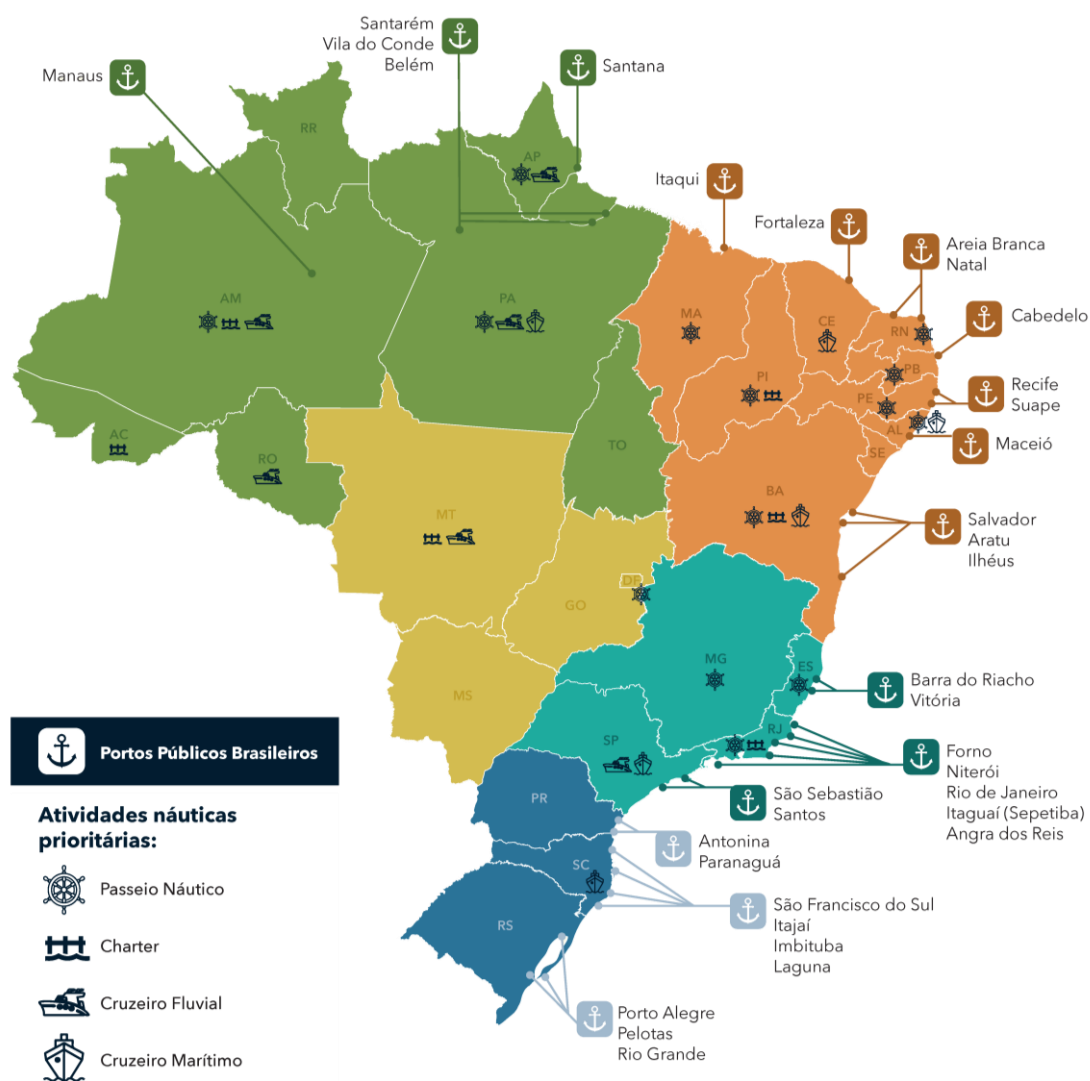 Santarém
Vila do Conde
Belém
Manaus
Santana
RR
AP
Itaqui
Fortaleza
Areia Branca
Natal
AM
PA
MA
CE
RN
Cabedelo
PI
PB
Recife
Suape
PE
AL
Maceió
AC
RO
TO
SE
BA
MT
Salvador
Aratu
Ilhéus
DF
GO
MG
ES
MS
Barra do Riacho
Vitória
RJ
SP
Forno
Niterói
Rio de Janeiro
Itaguaí (Sepetiba)
Angra dos Reis
São Sebastião
Santos
PR
Antonina
Paranaguá
SC
São Francisco do Sul
Itajaí
Imbituba
Laguna
RS
Porto Alegre
Pelotas
Rio Grande
Portos Públicos Brasileiros
Atividades náuticas
prioritárias:
Passeio Náutico
Charter
Cruzeiro Fluvial
Cruzeiro Marítimo